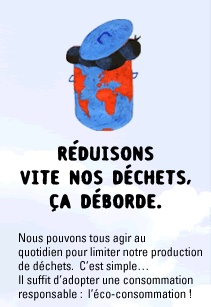 RÉDUISONS
VITE NOS DÉCHETS,
ÇA DÉBORDE.
Nous pouvons tous agir au
quotidien pour limiter notre production
de déchets. C'est simple...
Il suffit d'adopter une consommation
responsable : l'éco-consommation !